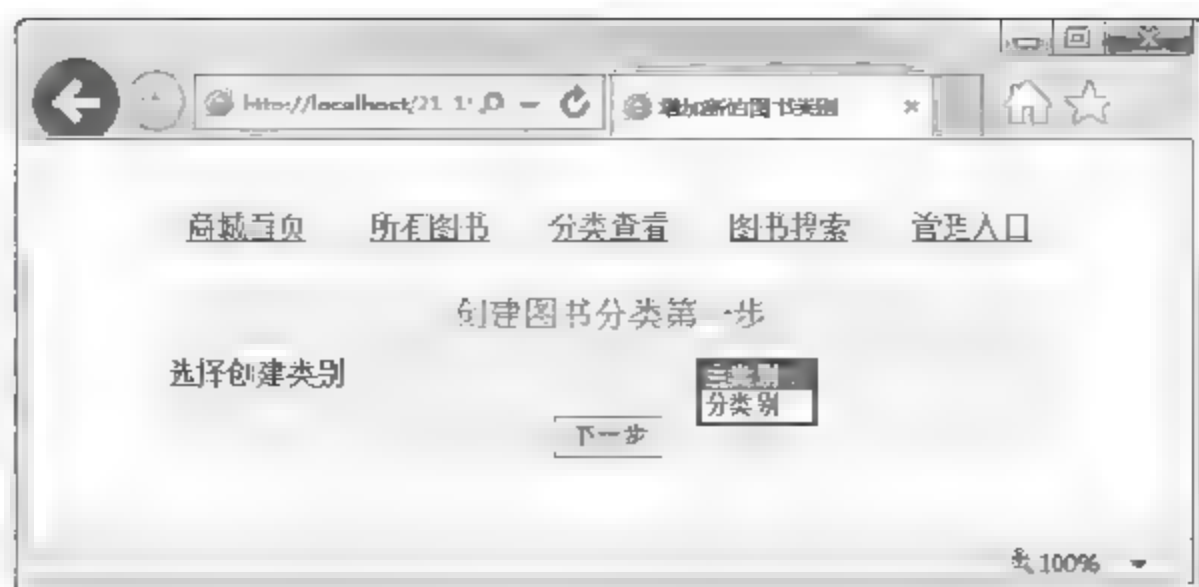 http://localhost/21
增加新的图书类别
商城首页 所有图书 分类查看 图书搜索 管理入口
创建图书分类第一步
选择创建类别
主类别
分类别
下一步
100%